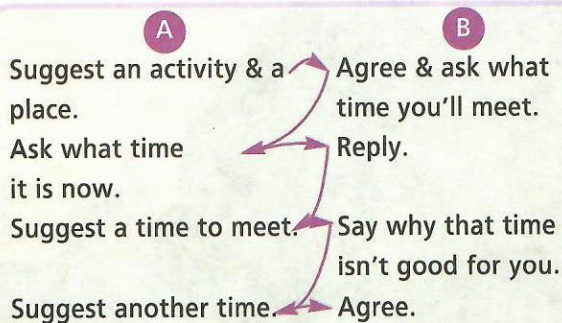 A B
Suggest an activity & a Agree & ask what
place. time you'll meet.
Ask what time Reply.
it is now.
Suggest a time to meet. Say why that time
isn't good for you.
Suggest another time. Agree.